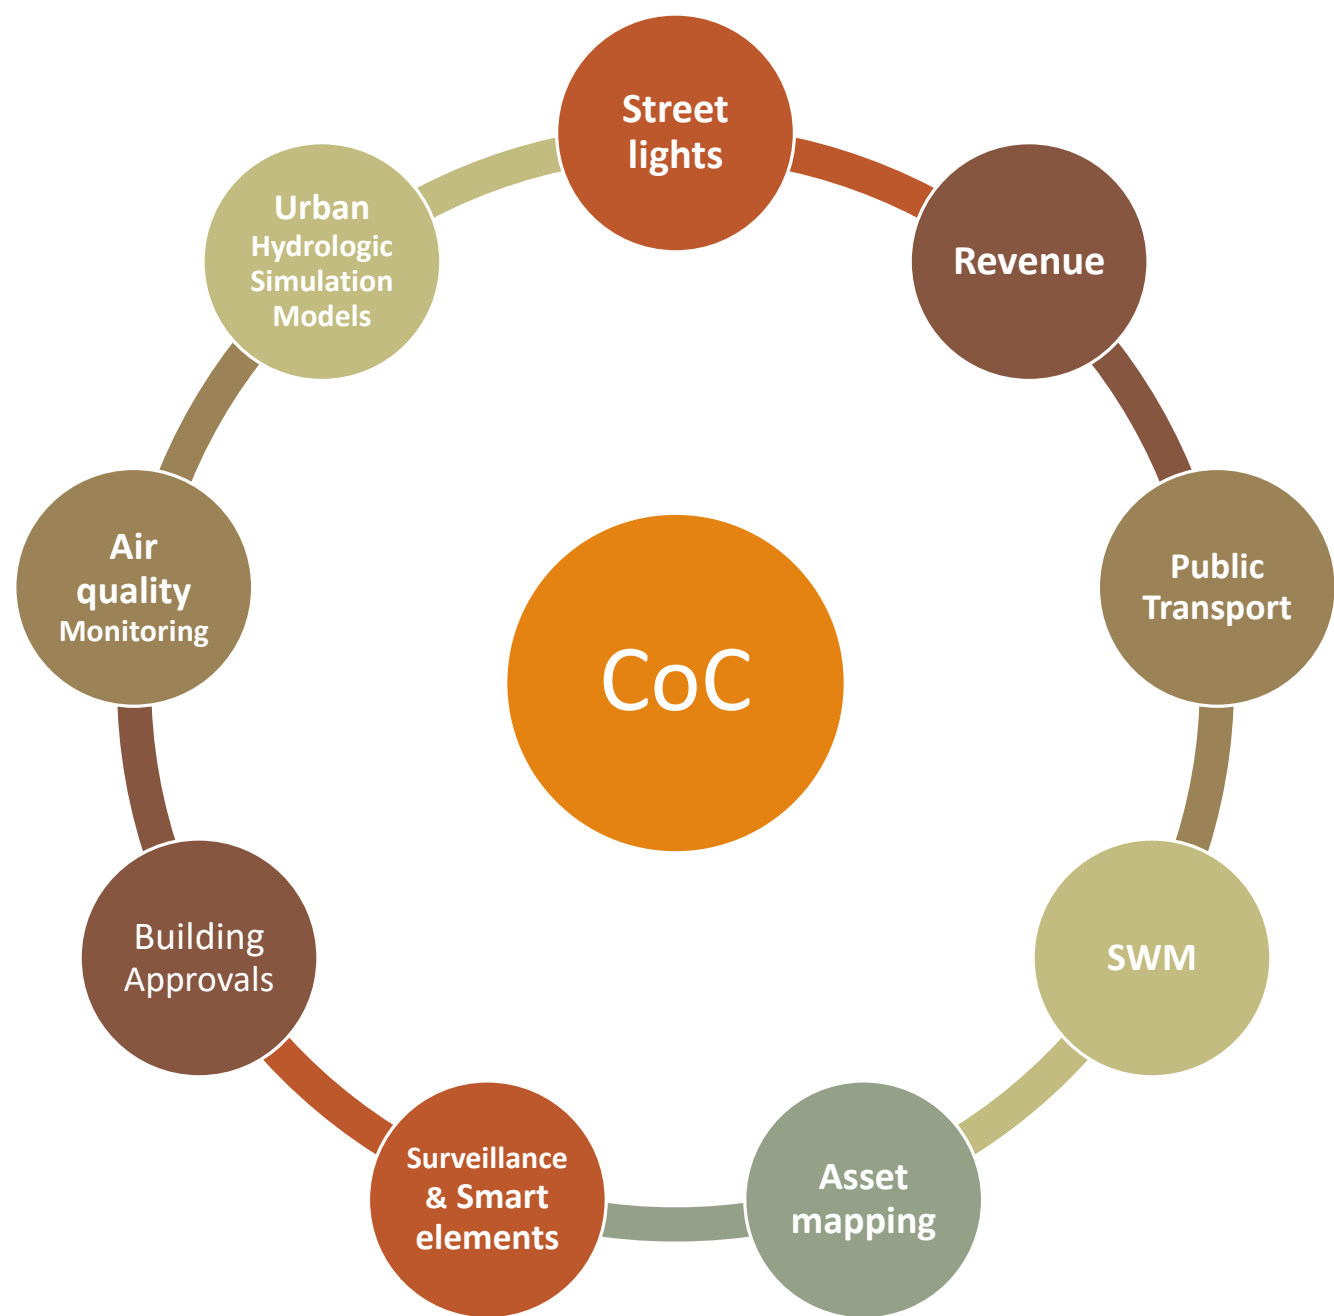 Street
lights
Revenue
Public
Transport
SWM
Asset
mapping
Surveillance
& Smart
elements
Building
Approvals
Air
quality
Monitoring
Urban
Hydrologic
Simulation
Models
CoC